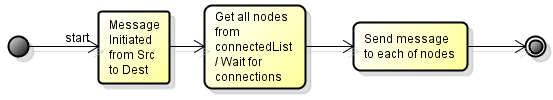 start
Message
Initiated
from Src
to Dest
Get all nodes
from
connectedList
/ Wait for
connections
Send message
to each of nodes